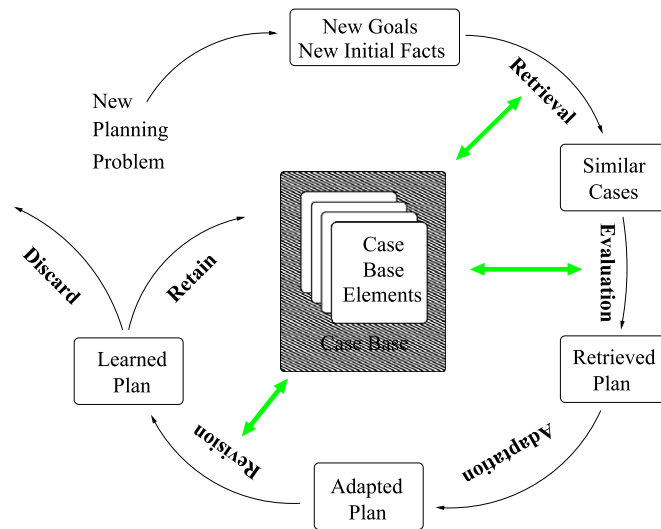 New Goals
New Initial Facts
Retrieval
New
Planning
Problem
Similar
Cases
Evaluation
Case
Base
Elements
Case Base
Discard
Retain
Learned
Plan
Retrieved
Plan
Revision
Adaptation
Adapted
Plan